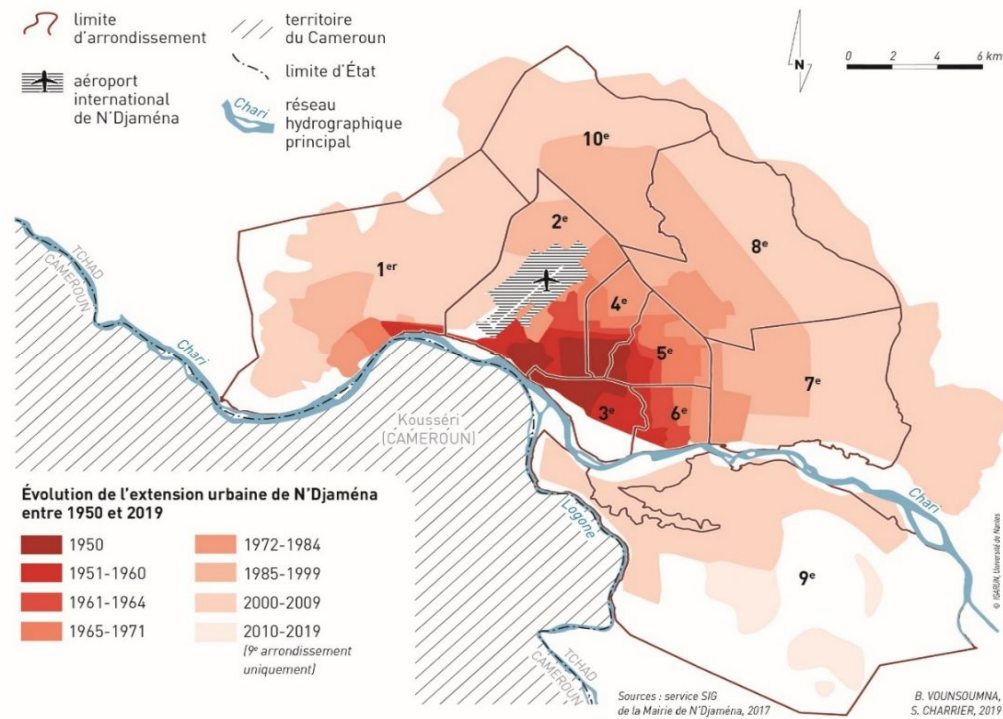 limite
d'arrondissement
territoire
du Cameroun
aéroport
international
de N'Djaména
limite d'État
Chari
réseau
hydrographique
principal
N
0 2 4 6 km
10e
2e
8e
1er
4e
TCHAD
CAMEROUN
Chari
5e
7e
3e
6e
Kousséri
(CAMEROUN)
Logone
Chari
9e
TCHAD
CAMEROUN
Évolution de l'extension urbaine de N'Djaména
entre 1950 et 2019
1950
1951-1960
1961-1964
1965-1971
1972-1984
1985-1999
2000-2009
2010-2019
(9e arrondissement
uniquement)
Sources : service SIG
de la Mairie de N'Djaména, 2017
B. VOUNSOUMNA,
S. CHARRIER, 2019
© IGARUN, Université de Nantes